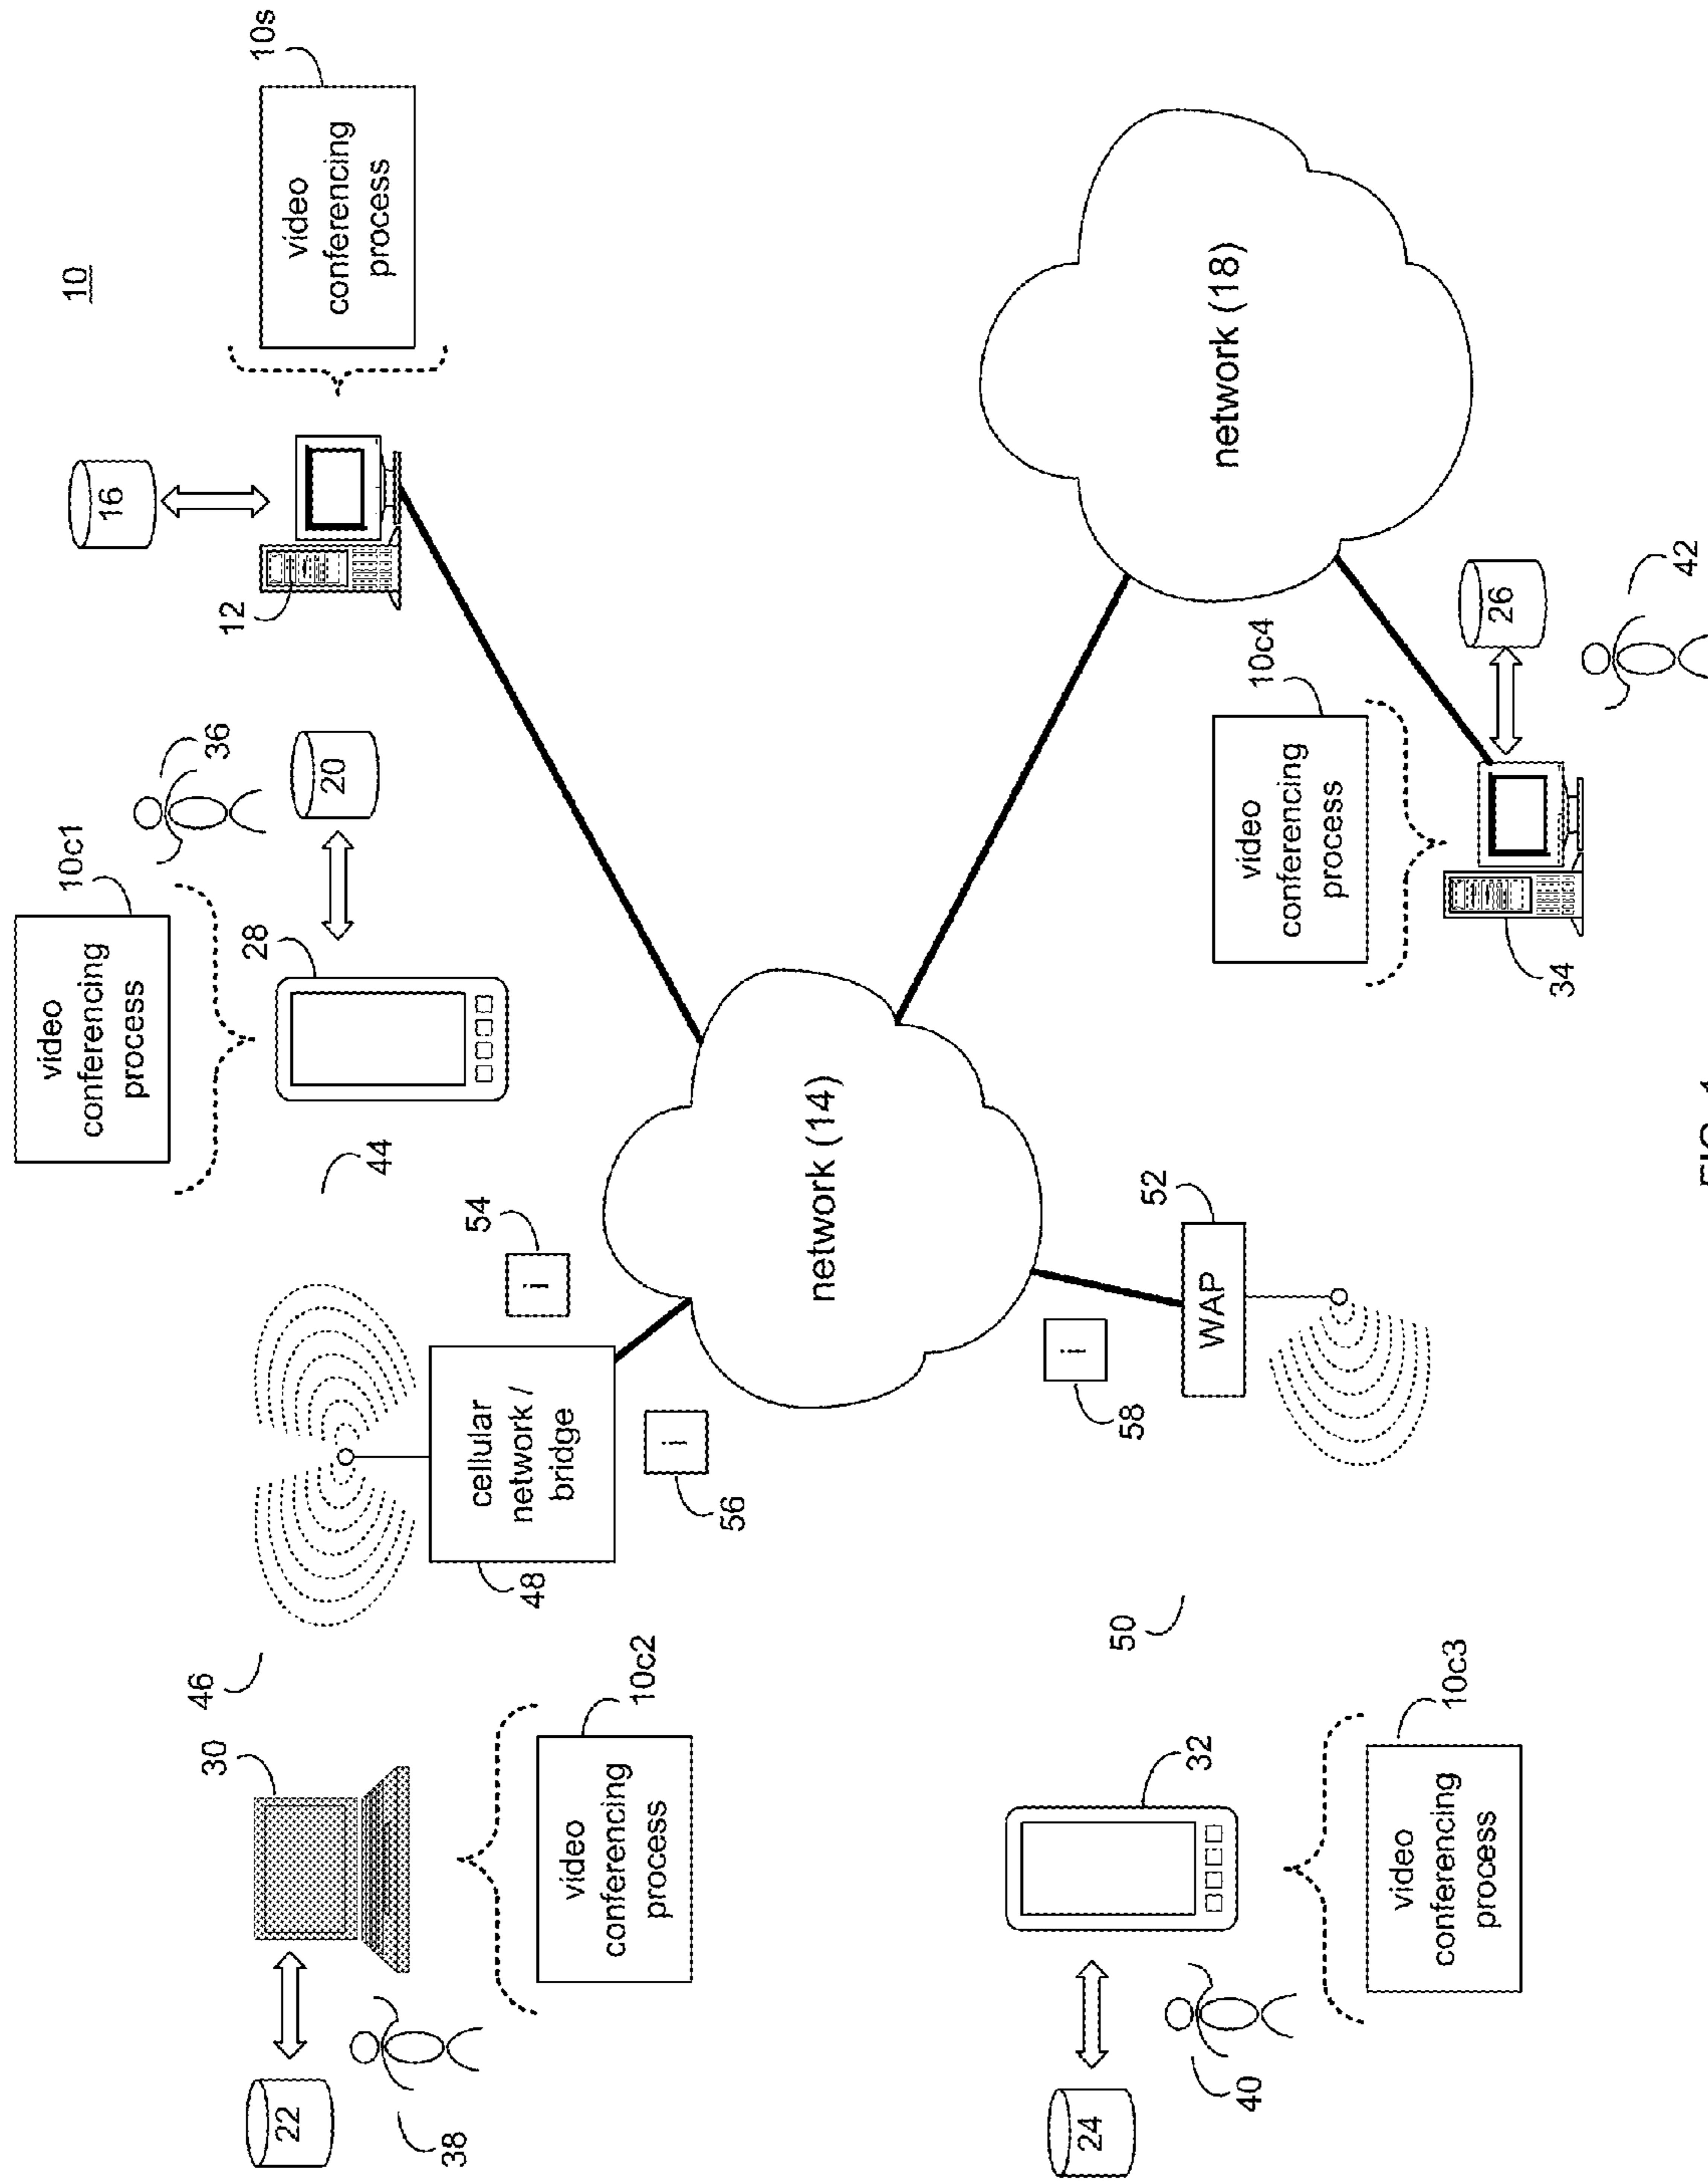 10
video
conferencing
process
10s
16
12
video
conferencing
process
10c1
36
20
28
44
46
cellular
network /
bridge
48
54
i
56
i
30
22
38
video
conferencing
process
10c2
network (14)
network (18)
58
i
WAP
52
50
32
24
40
video
conferencing
process
10c3
video
conferencing
process
10c4
34
26
42